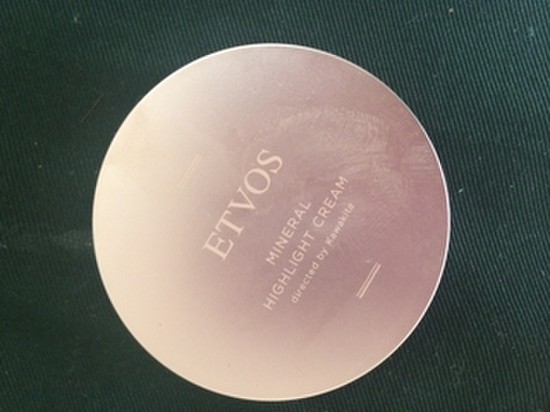 ETVOS
MINERAL
HIGHLIGHT CREAM
directed by Kawakita